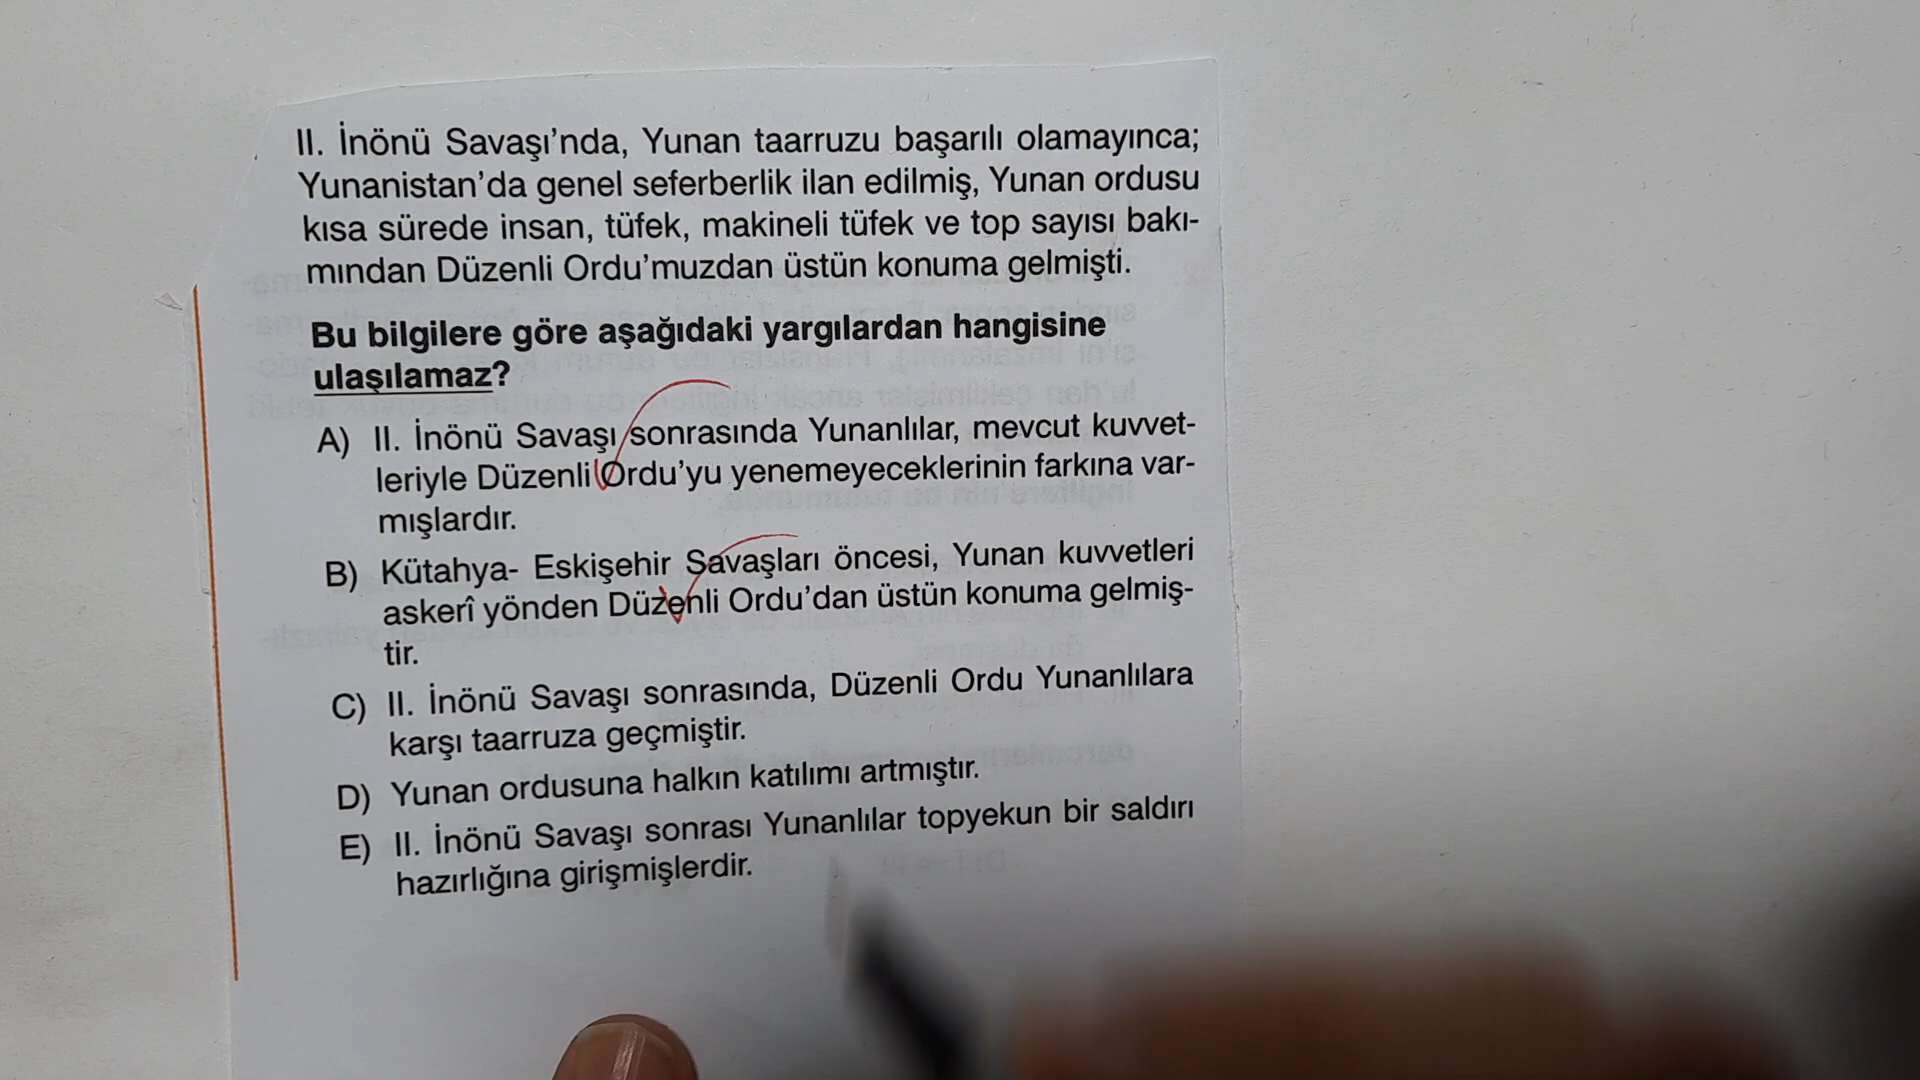 II. İnönü Savaşı'nda, Yunan taarruzu başarılı olamayınca;
Yunanistan'da genel seferberlik ilan edilmiş, Yunan ordusu
kısa sürede insan, tüfek, makineli tüfek ve top sayısı bakı-
mından Düzenli Ordu'muzdan üstün konuma gelmişti.
Bu bilgilere göre aşağıdaki yargılardan hangisine
ulaşılamaz?
A) II. İnönü Savaşı sonrasında Yunanlılar, mevcut kuvvet-
leriyle Düzenli Ordu'yu yenemeyeceklerinin farkına var-
mışlardır.
B) Kütahya- Eskişehir Savaşları öncesi, Yunan kuvvetleri
askerî yönden Düzenli Ordu'dan üstün konuma gelmiş-
tir.
C) II. İnönü Savaşı sonrasında, Düzenli Ordu Yunanlılara
karşı taarruza geçmiştir.
D) Yunan ordusuna halkın katılımı artmıştır.
E) II. İnönü Savaşı sonrası Yunanlılar topyekun bir saldırı
hazırlığına girişmişlerdir.